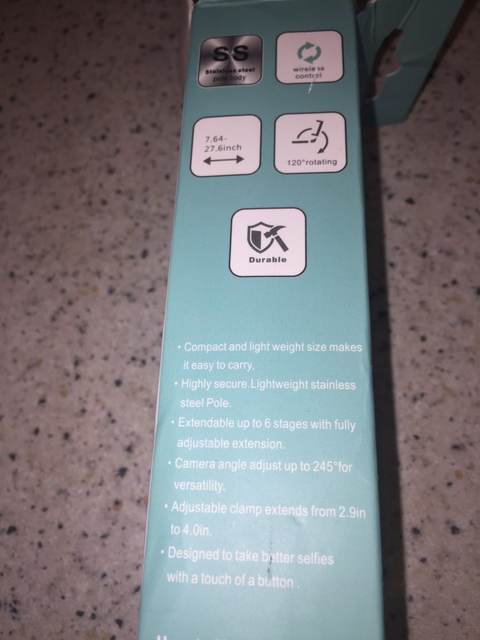 SS
Stainless steel
pole body
wireless
control
7.64-
27.6inch
120°rotating
Durable
• Compact and light weight size makes
it easy to carry.
• Highly secure.Lightweight stainless
steel Pole.
• Extendable up to 6 stages with fully
adjustable extension.
• Camera angle adjust up to 245°for
versatility.
• Adjustable clamp extends from 2.9in
to 4.0in.
• Designed to take better selfies
with a touch of a button .